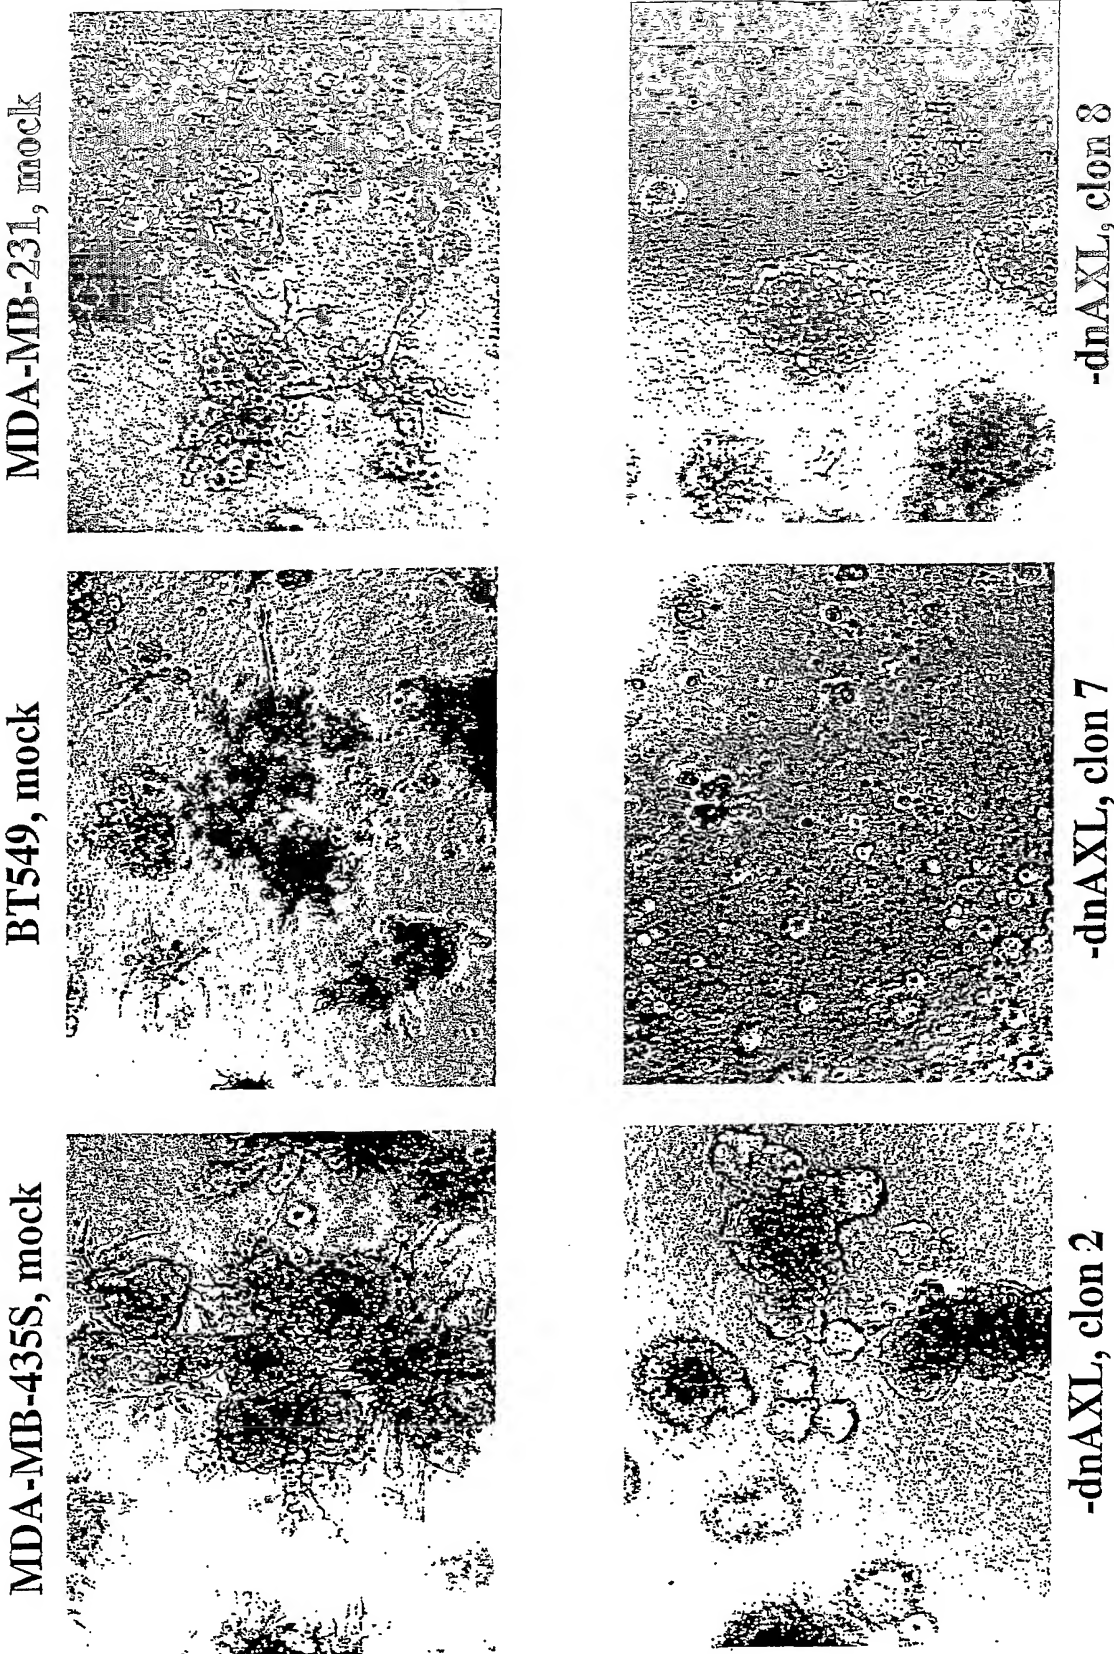 MDA-MB-435S, mock
BT549, mock
MDA-MB-231, mock
-dnAXL, clon 2
-dnAXL, clon 7
-dnAXL, clon 8